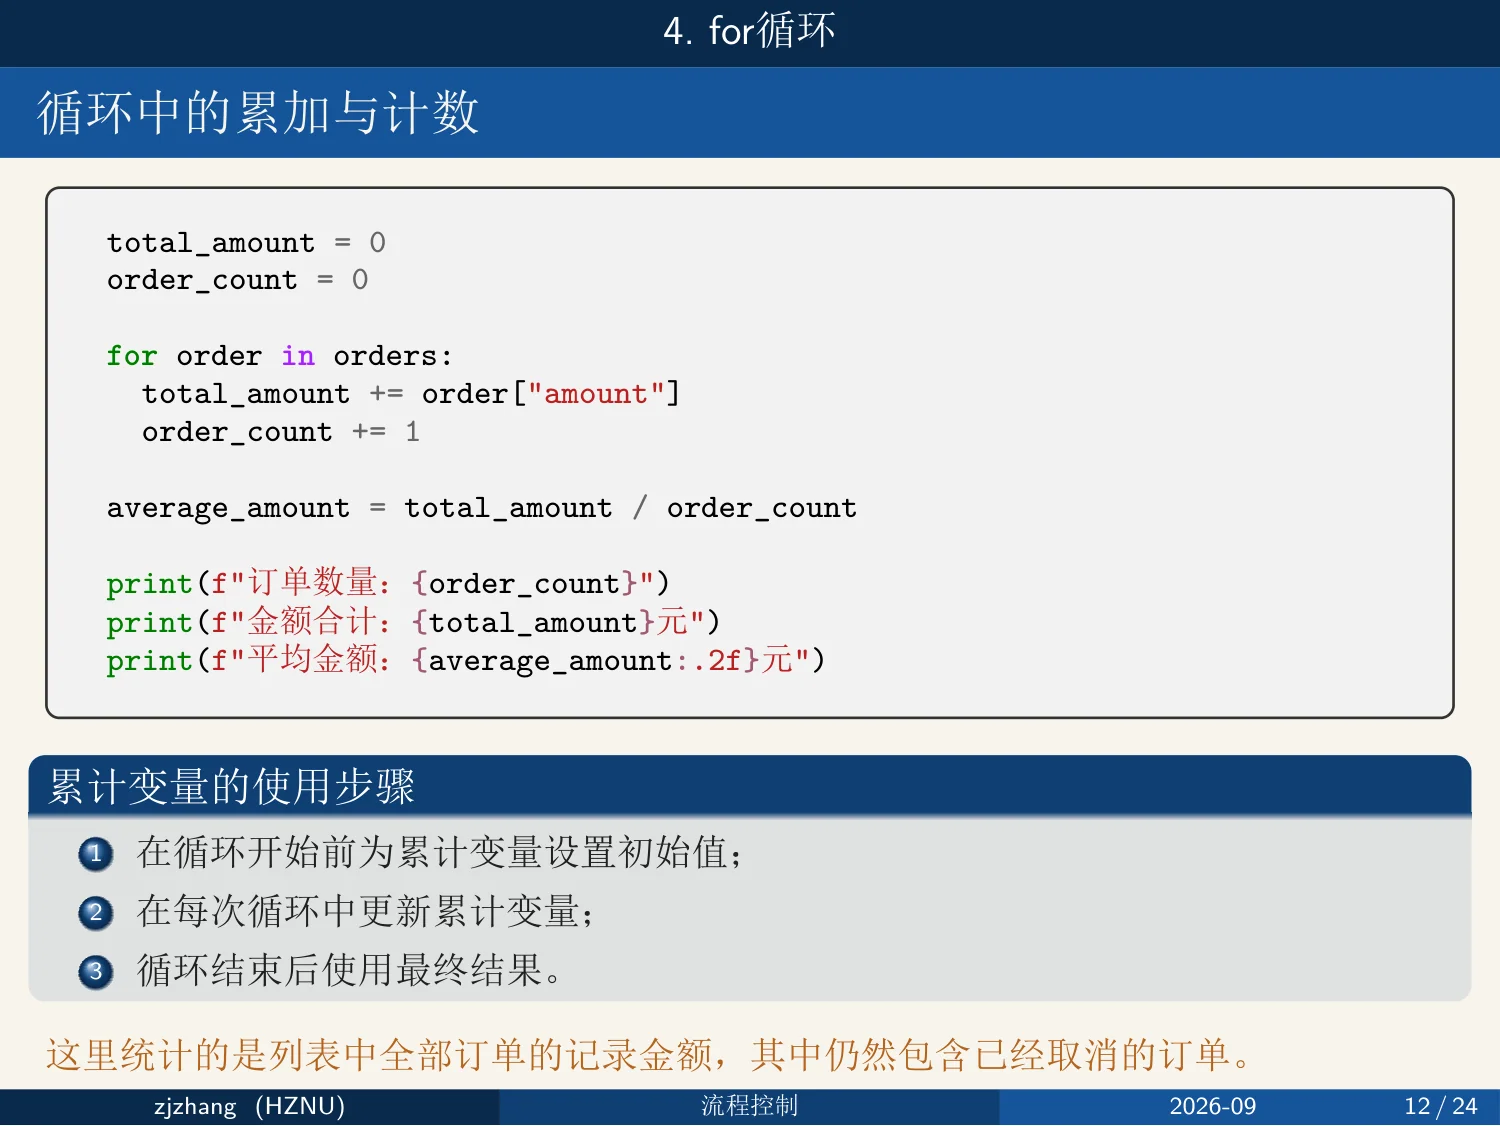 4. for循环
循环中的累加与计数
total_amount = 0
order_count = 0
for order in orders:
  total_amount += order["amount"]
  order_count += 1
average_amount = total_amount / order_count
print(f"订单数量：{order_count}")
print(f"金额合计：{total_amount}元")
print(f"平均金额：{average_amount:.2f}元")
累计变量的使用步骤
1 在循环开始前为累计变量设置初始值；
2 在每次循环中更新累计变量；
3 循环结束后使用最终结果。
这里统计的是列表中全部订单的记录金额，其中仍然包含已经取消的订单。
zjzhang (HZNU) 流程控制 2026-09 12 / 24